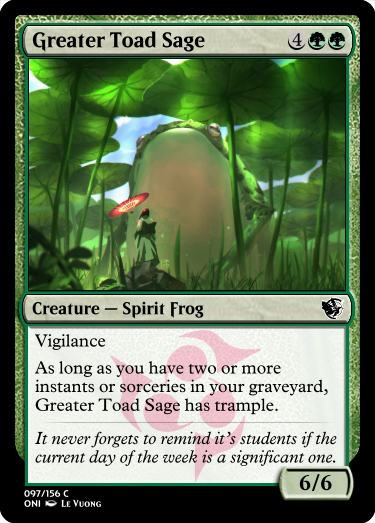 Greater Toad Sage 4
Creature — Spirit Frog
Vigilance
As long as you have two or more
instants or sorceries in your graveyard,
Greater Toad Sage has trample.
It never forgets to remind it's students if the
current day of the week is a significant one.
6/6
097/156 C
ONI Le Vuong